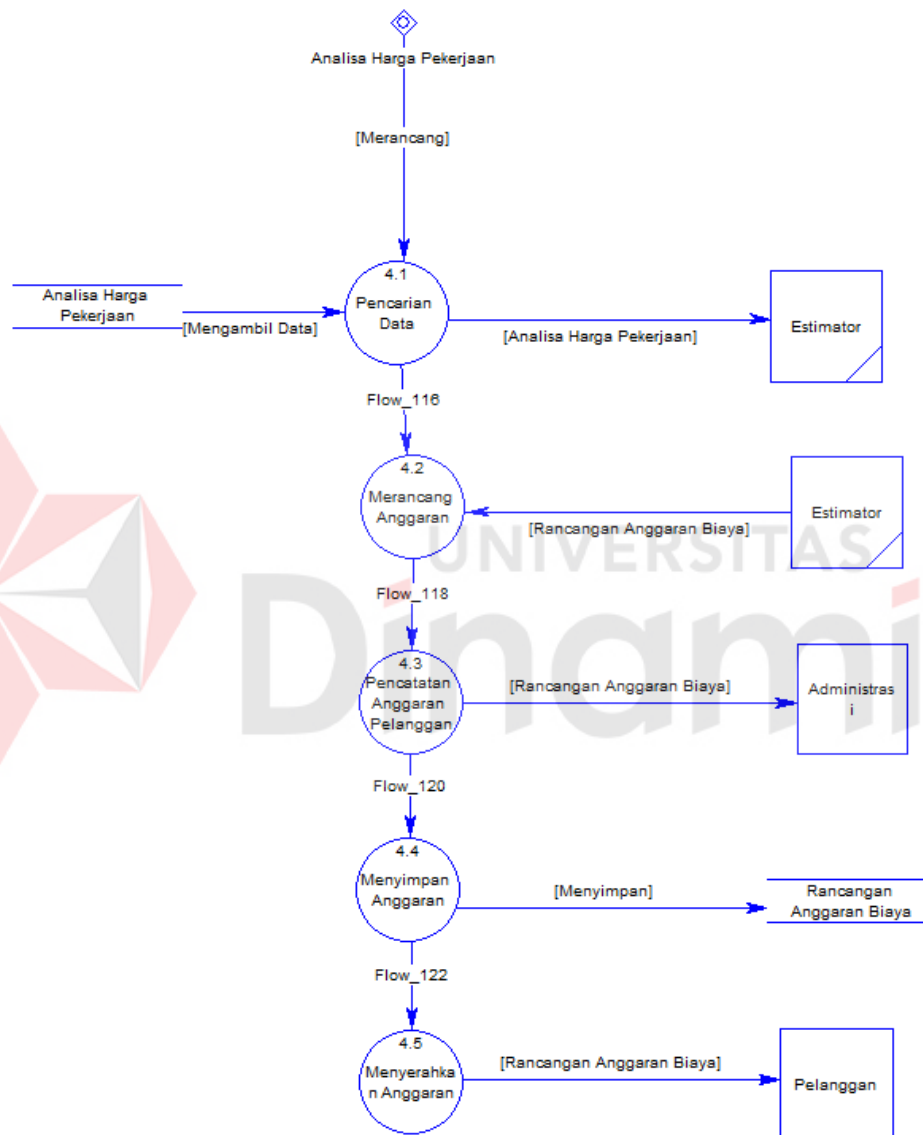 Analisa Harga Pekerjaan
[Merancang]
Analisa Harga
Pekerjaan
[Mengambil Data]
4.1
Pencarian
Data
[Analisa Harga Pekerjaan]
Estimator
Flow_116
4.2
Merancang
Anggaran
[Rancangan Anggaran Biaya]
Estimator
UNIVERSITAS
Dinami
Flow_118
4.3
Pencatatan
Anggaran
Pelanggan
[Rancangan Anggaran Biaya]
Administras
i
Flow_120
4.4
Menyimpan
Anggaran
[Menyimpan]
Rancangan
Anggaran Biaya
Flow_122
4.5
Menyerahka
n Anggaran
[Rancangan Anggaran Biaya]
Pelanggan